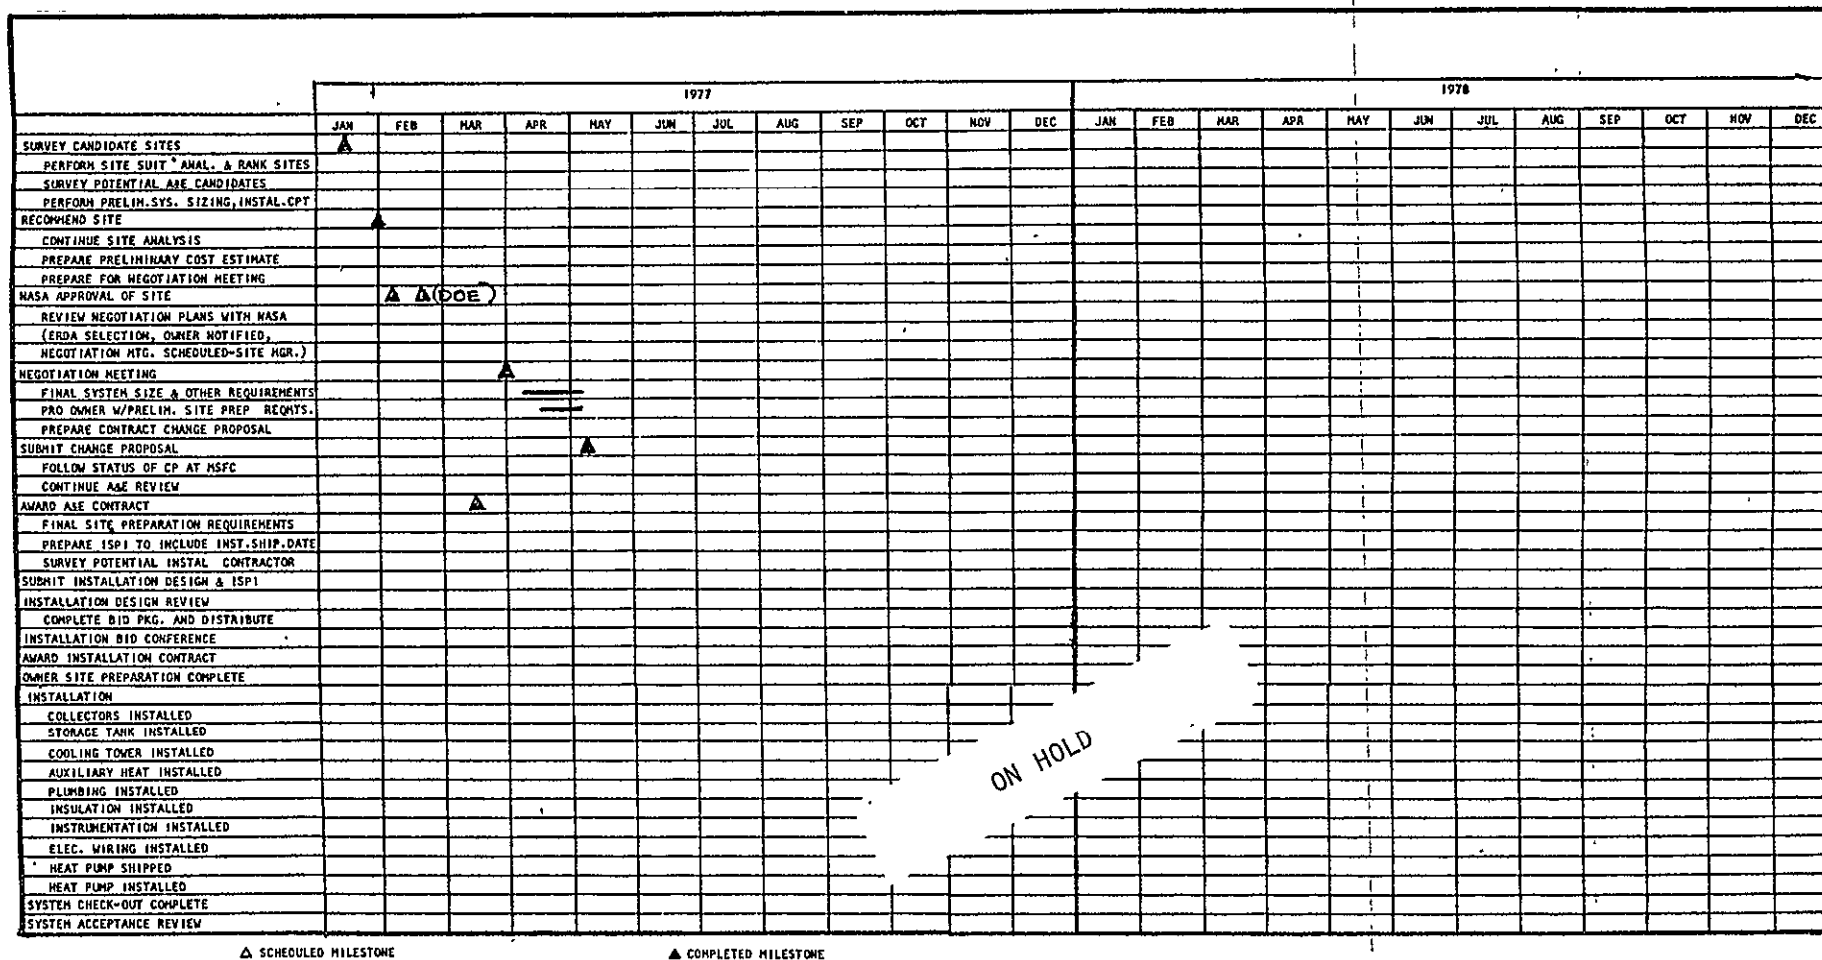 1977 1978
JAN FEB MAR APR MAY JUN JUL AUG SEP OCT NOV DEC JAN FEB MAR APR MAY JUN JUL AUG SEP OCT NOV DEC
SURVEY CANDIDATE SITES
PERFORM SITE SUIT ANAL. & RANK SITES
SURVEY POTENTIAL A&E CANDIDATES
PERFORM PRELIM.SYS. SIZING,INSTAL.CPT
RECOMMEND SITE
CONTINUE SITE ANALYSIS
PREPARE PRELIMINARY COST ESTIMATE
PREPARE FOR NEGOTIATION MEETING
NASA APPROVAL OF SITE (DOE)
REVIEW NEGOTIATION PLANS WITH NASA
(ERDA SELECTION, OWNER NOTIFIED,
NEGOTIATION MTG. SCHEDULED-SITE MGR.)
NEGOTIATION MEETING
FINAL SYSTEM SIZE & OTHER REQUIREMENTS
PRO OWNER W/PRELIM. SITE PREP REQMTS.
PREPARE CONTRACT CHANGE PROPOSAL
SUBMIT CHANGE PROPOSAL
FOLLOW STATUS OF CP AT MSFC
CONTINUE A&E REVIEW
AWARD A&E CONTRACT
FINAL SITE PREPARATION REQUIREMENTS
PREPARE ISPI TO INCLUDE INST.SHIP.DATE
SURVEY POTENTIAL INSTAL CONTRACTOR
SUBMIT INSTALLATION DESIGN & ISPI
INSTALLATION DESIGN REVIEW
COMPLETE BID PKG. AND DISTRIBUTE
INSTALLATION BID CONFERENCE
AWARD INSTALLATION CONTRACT
OWNER SITE PREPARATION COMPLETE
INSTALLATION
COLLECTORS INSTALLED
STORAGE TANK INSTALLED
COOLING TOWER INSTALLED
AUXILIARY HEAT INSTALLED
PLUMBING INSTALLED
INSULATION INSTALLED
INSTRUMENTATION INSTALLED
ELEC. WIRING INSTALLED
HEAT PUMP SHIPPED
HEAT PUMP INSTALLED
SYSTEM CHECK-OUT COMPLETE
SYSTEM ACCEPTANCE REVIEW
ON HOLD
△ SCHEDULED MILESTONE ▲ COMPLETED MILESTONE